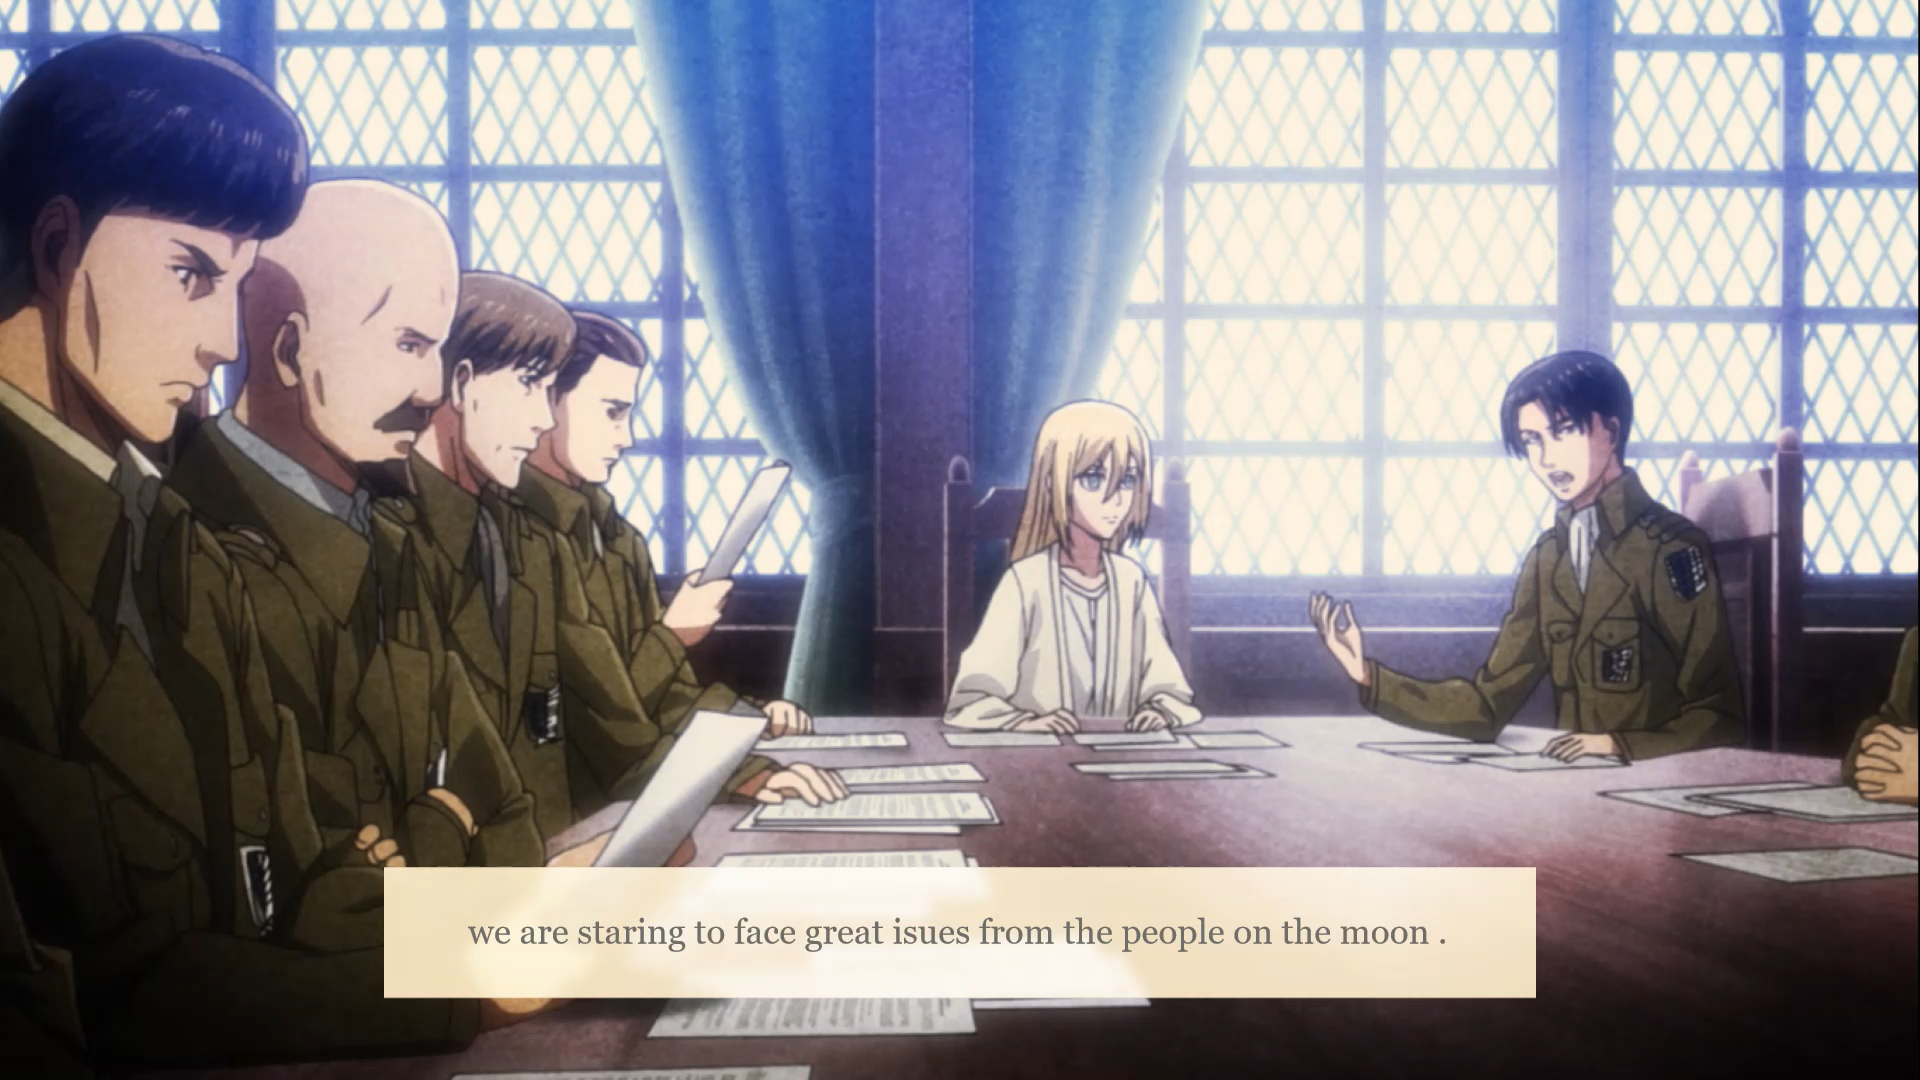 we are staring to face great isues from the people on the moon .